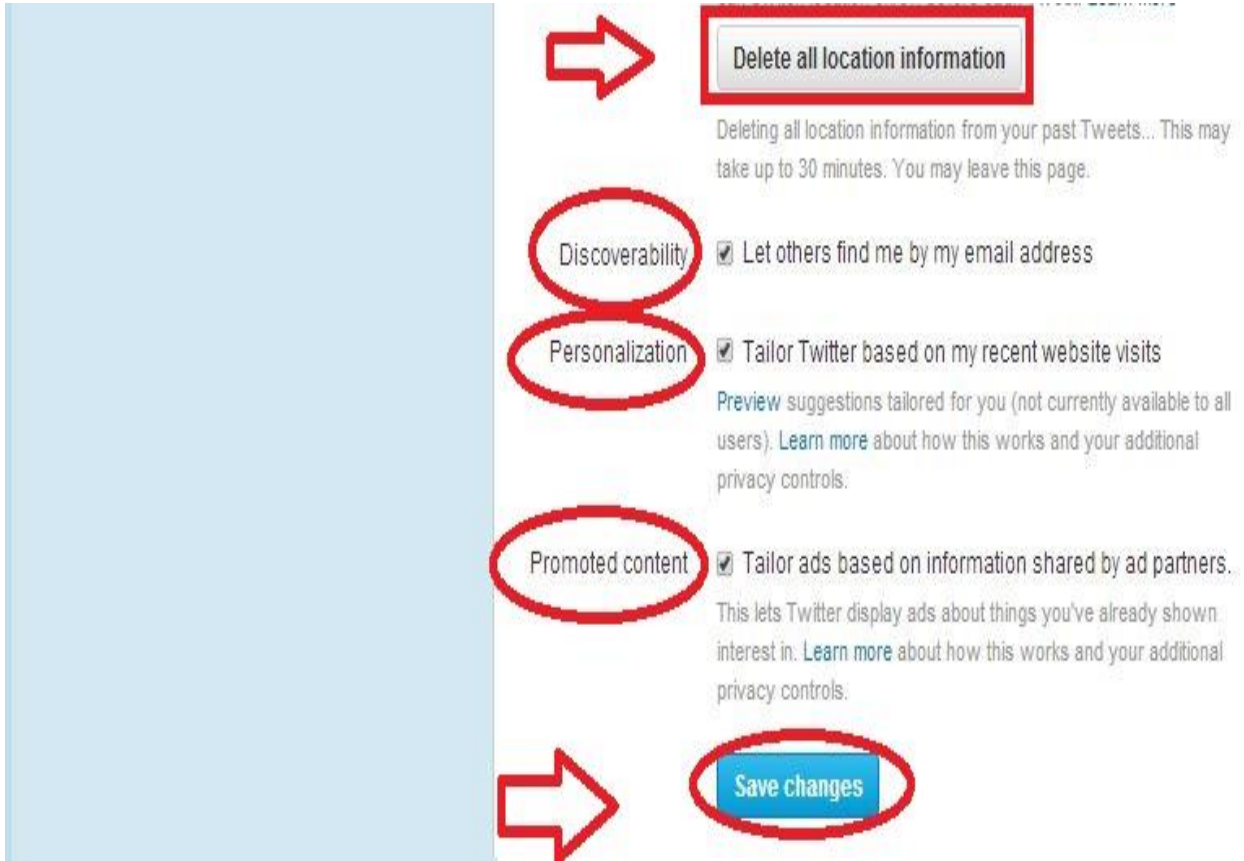 Delete all location information
Deleting all location information from your past Tweets... This may
take up to 30 minutes. You may leave this page.
Discoverability Let others find me by my email address
Personalization Tailor Twitter based on my recent website visits
Preview suggestions tailored for you (not currently available to all
users). Learn more about how this works and your additional
privacy controls.
Promoted content Tailor ads based on information shared by ad partners.
This lets Twitter display ads about things you've already shown
interest in. Learn more about how this works and your additional
privacy controls.
Save changes